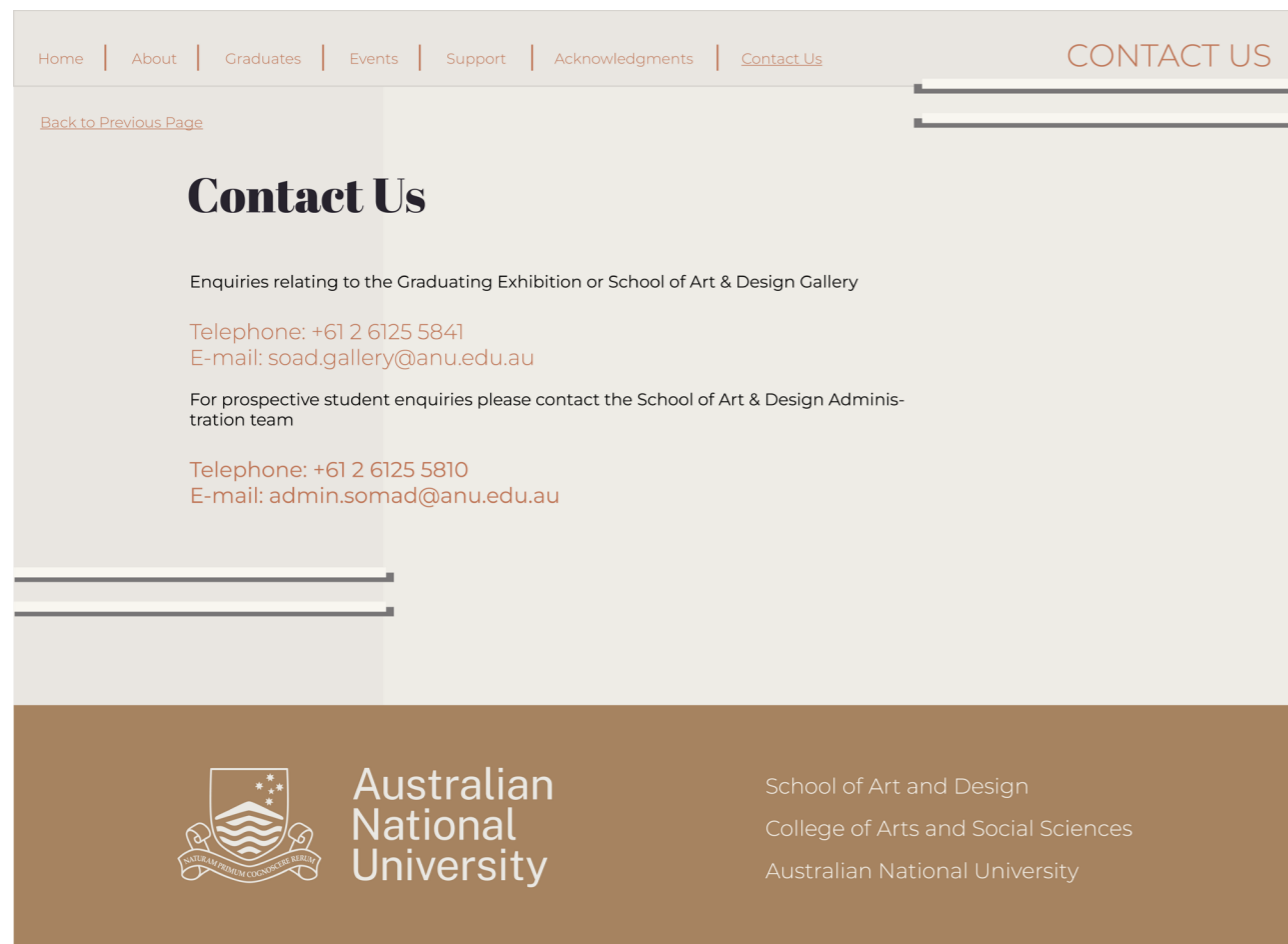 Home | About | Graduates | Events | Support | Acknowledgments | Contact Us
CONTACT US
Back to Previous Page
Contact Us
Enquiries relating to the Graduating Exhibition or School of Art & Design Gallery
Telephone: +61 2 6125 5841
E-mail: soad.gallery@anu.edu.au
For prospective student enquiries please contact the School of Art & Design Adminis-
tration team
Telephone: +61 2 6125 5810
E-mail: admin.somad@anu.edu.au
NATURAM PRIMUM COGNOSCERE RERUM
Australian
National
University
School of Art and Design
College of Arts and Social Sciences
Australian National University